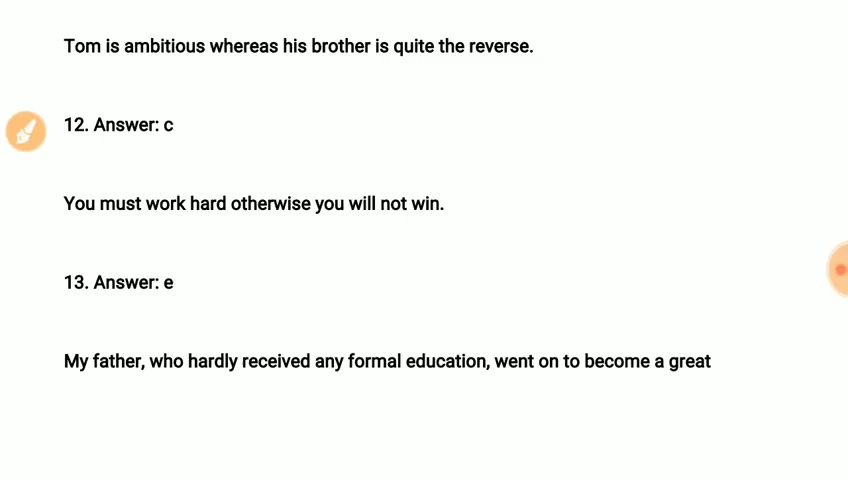 Tom is ambitious whereas his brother is quite the reverse.
12. Answer: c
You must work hard otherwise you will not win.
13. Answer: e
My father, who hardly received any formal education, went on to become a great